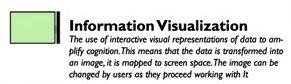 Information Visualization
The use of interactive visual representations of data to am-
plify cognition.This means that the data is transformed into
an image, it is mapped to screen space.The image can be
changed by users as they proceed working with It